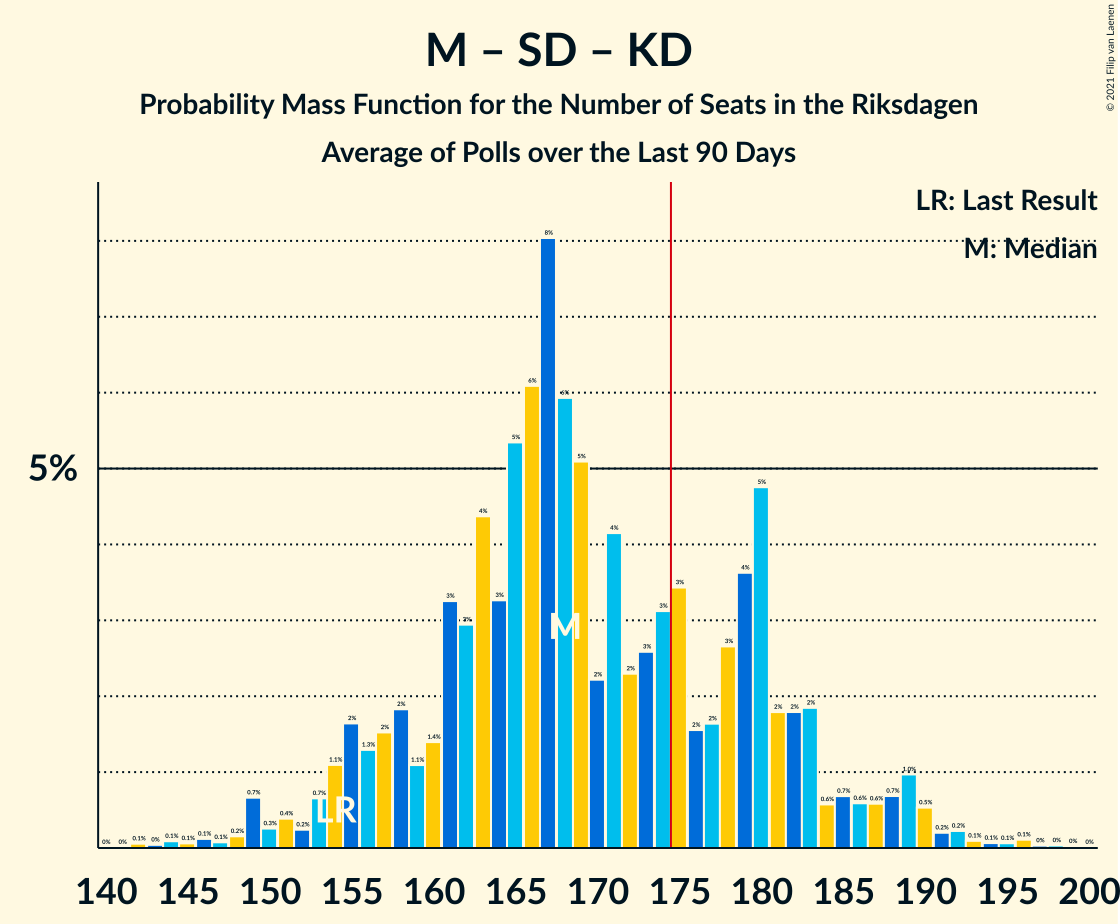 M – SD – KD
Probability Mass Function for the Number of Seats in the Riksdagen
Average of Polls over the Last 90 Days
© 2021 Filip van Laenen
LR: Last Result
M: Median
5%
0% 0% 0.1% 0% 0.1% 0.1% 0.1% 0.1% 0.2% 0.7% 0.3% 0.4% 0.2% 0.7% 1.1% 2% 1.3% 2% 2% 1.1% 1.4% 3% 3% 4% 3% 5% 6% 8% 6% 5% 2% 4% 2% 3% 3% 3% 2% 2% 3% 4% 5% 2% 2% 2% 0.6% 0.7% 0.6% 0.6% 0.7% 1.0% 0.5% 0.2% 0.2% 0.1% 0.1% 0.1% 0.1% 0% 0% 0% 0%
M
LR
140 145 150 155 160 165 170 175 180 185 190 195 200